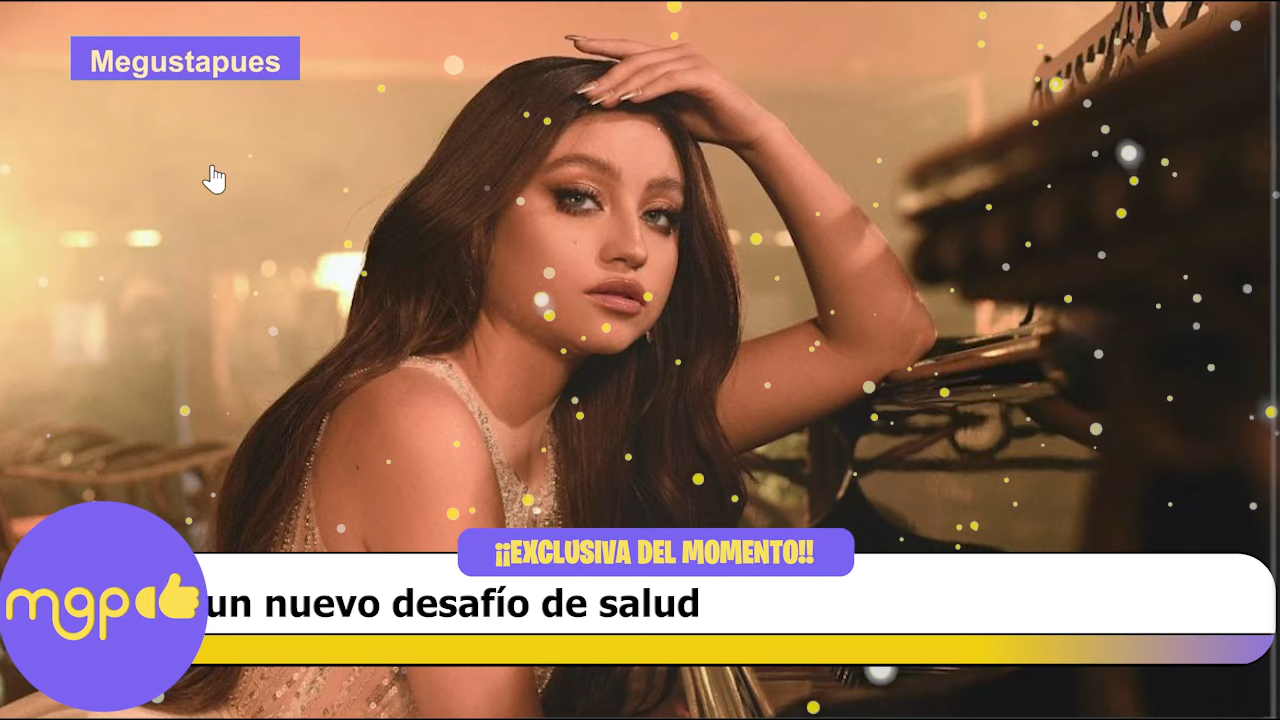 Megustapues
¡¡EXCLUSIVA DEL MOMENTO!!
un nuevo desafío de salud
mgp